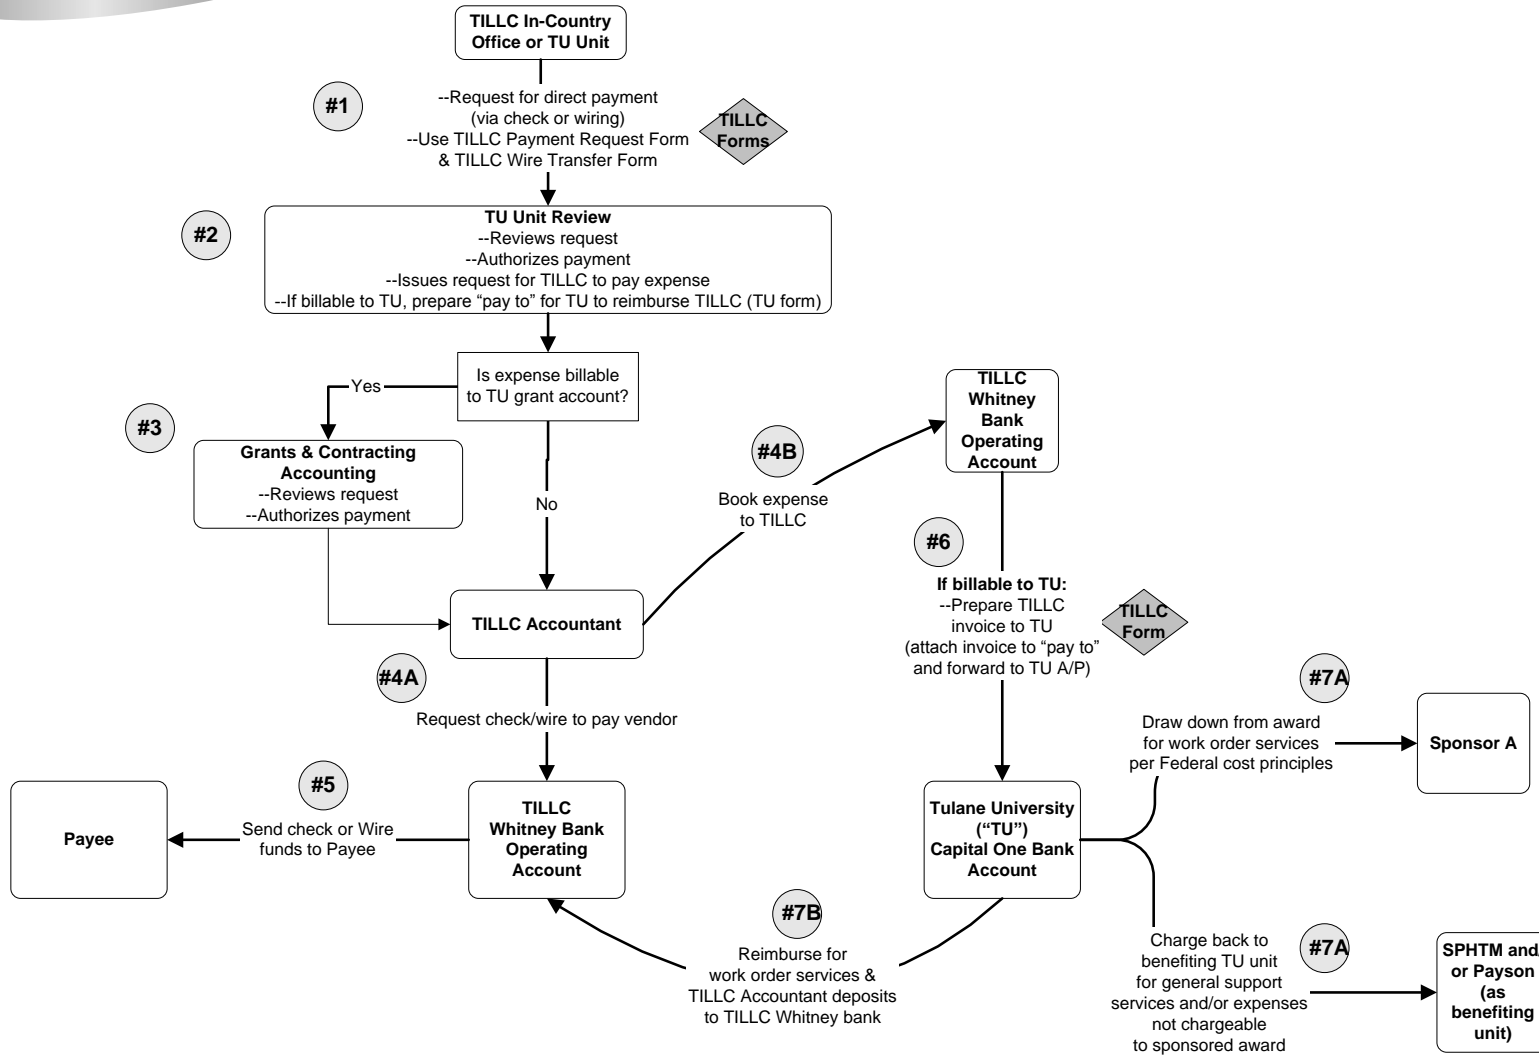 TILLC In-Country
Office or TU Unit
#1
--Request for direct payment
(via check or wiring)
--Use TILLC Payment Request Form
& TILLC Wire Transfer Form
TILLC
Forms
#2
TU Unit Review
--Reviews request
--Authorizes payment
--Issues request for TILLC to pay expense
--If billable to TU, prepare “pay to” for TU to reimburse TILLC (TU form)
Is expense billable
to TU grant account?
Yes
No
#3
Grants & Contracting
Accounting
--Reviews request
--Authorizes payment
TILLC Accountant
#4A
Request check/wire to pay vendor
#4B
Book expense
to TILLC
TILLC
Whitney
Bank
Operating
Account
#6
If billable to TU:
--Prepare TILLC
invoice to TU
(attach invoice to “pay to”
and forward to TU A/P)
TILLC
Form
#5
Send check or Wire
funds to Payee
Payee
TILLC
Whitney Bank
Operating
Account
Tulane University
(“TU”)
Capital One Bank
Account
#7A
Draw down from award
for work order services
per Federal cost principles
Sponsor A
#7B
Reimburse for
work order services &
TILLC Accountant deposits
to TILLC Whitney bank
#7A
Charge back to
benefiting TU unit
for general support
services and/or expenses
not chargeable
to sponsored award
SPHTM and/
or Payson
(as
benefiting
unit)